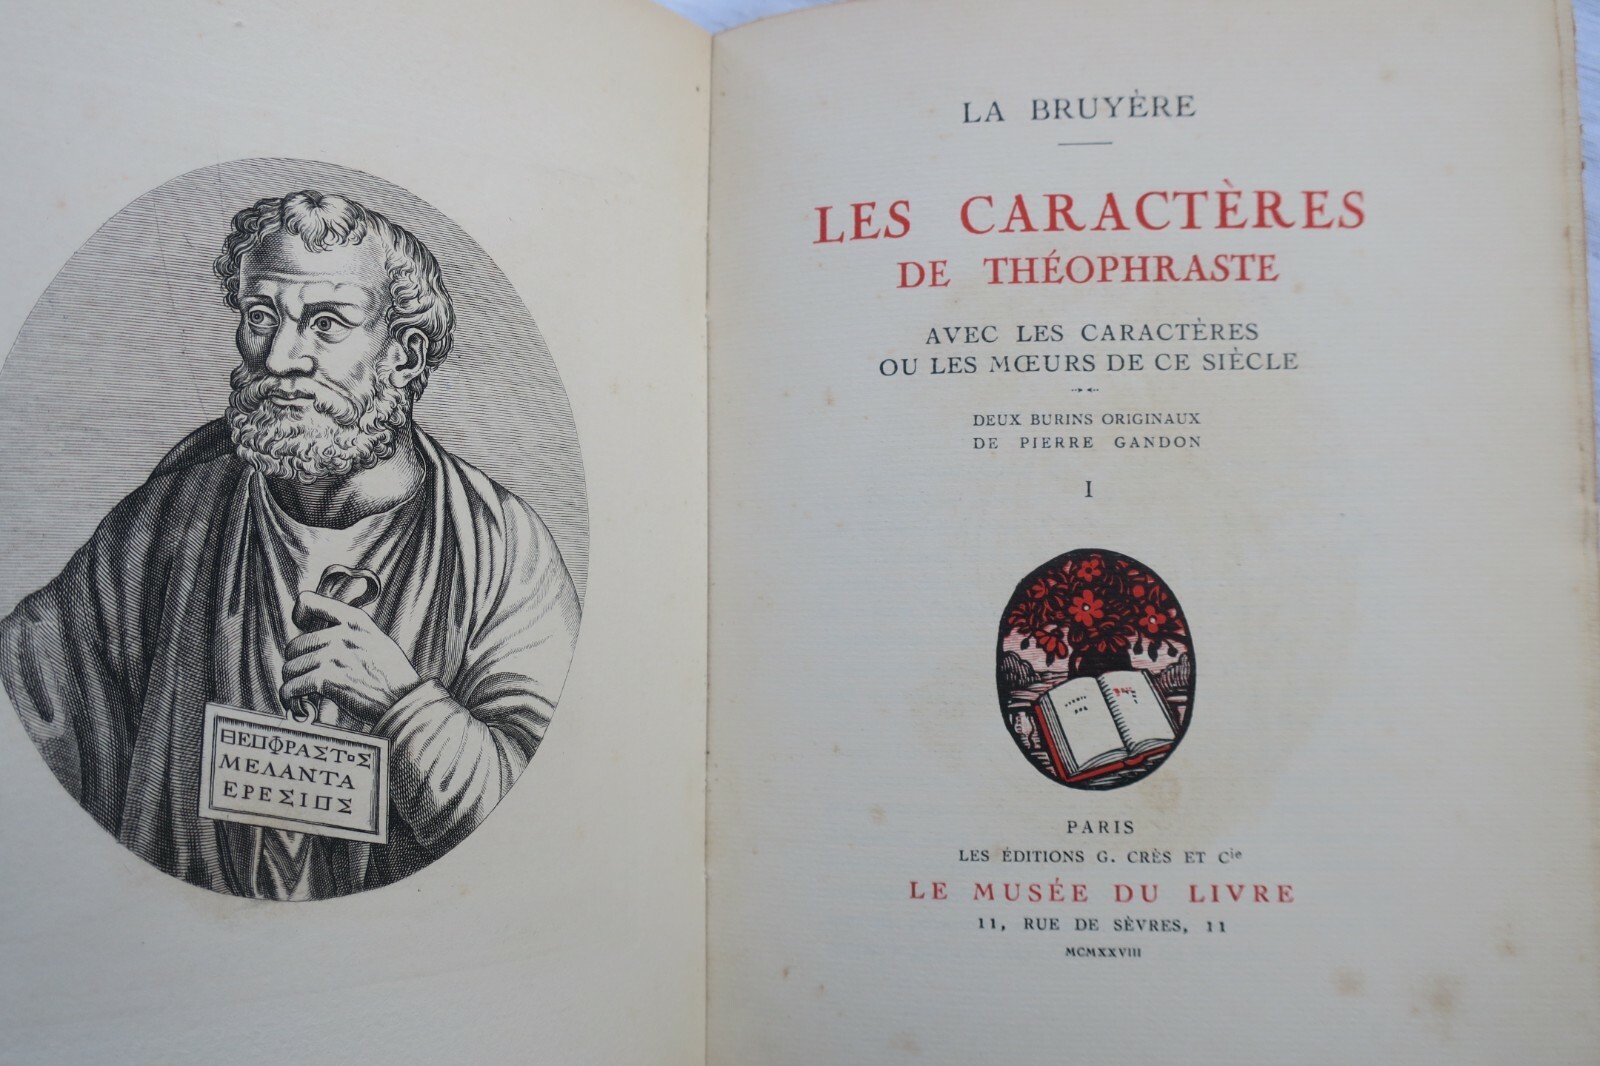 ΘΕΠΦΡΑΣΤΟΣ
ΜΕΛΑΝΤΑ
ΕΡΕΣΙΠΣ
LA BRUYÈRE
LES CARACTÈRES
DE THÉOPHRASTE
AVEC LES CARACTÈRES
OU LES MŒURS DE CE SIÈCLE
DEUX BURINS ORIGINAUX
DE PIERRE GANDON
I
PARIS
LES ÉDITIONS G. CRÈS ET Cie
LE MUSÉE DU LIVRE
11, RUE DE SÈVRES, 11
MCMXXVIII